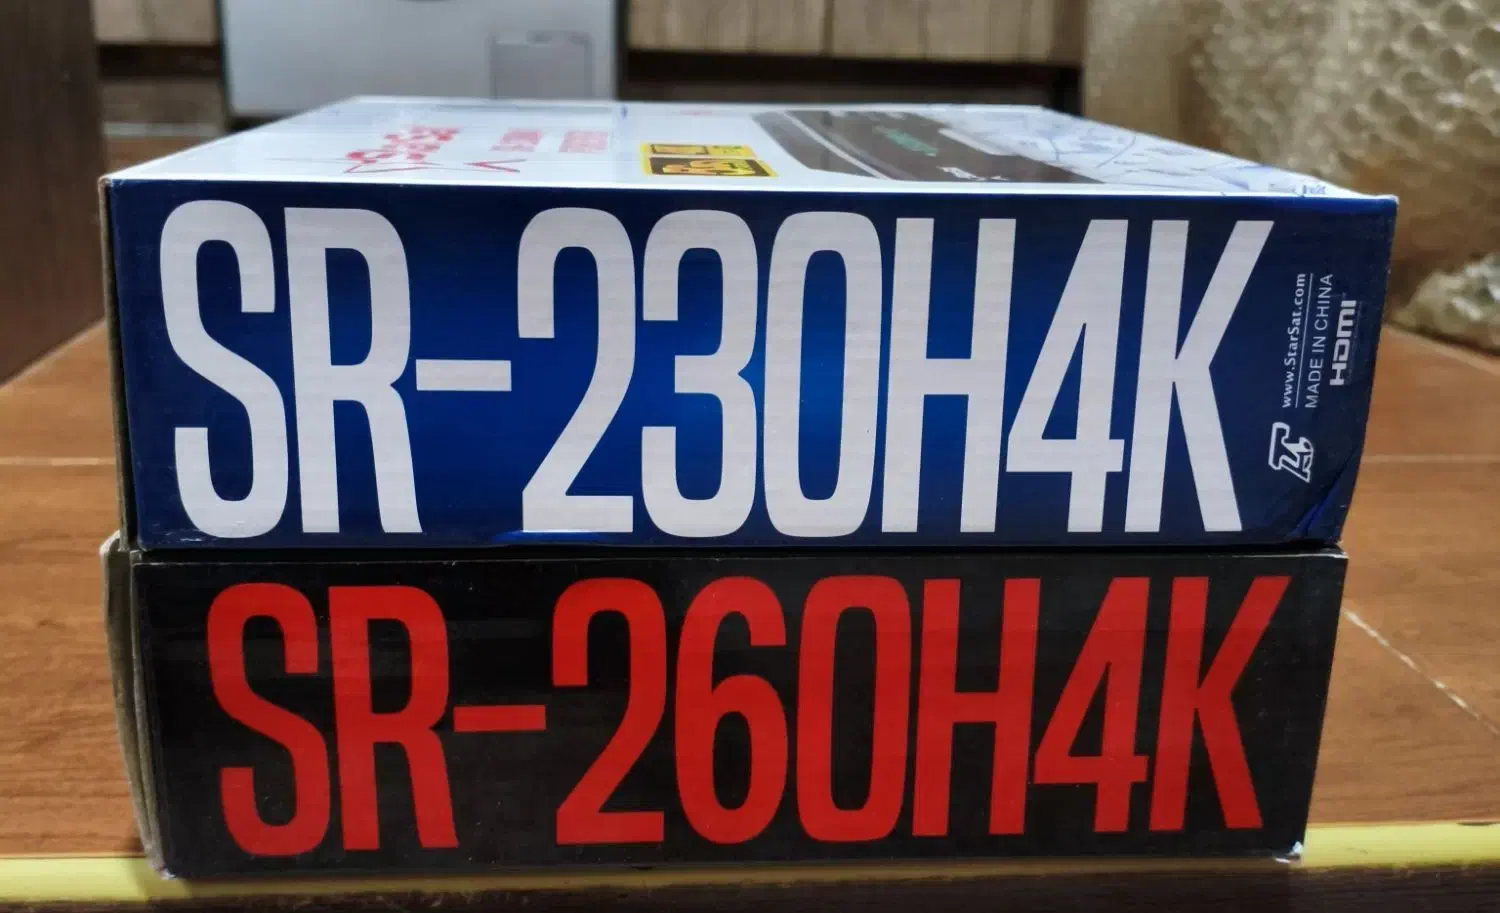 SR-230H4K
www.StarSat.com
MADE IN CHINA
HDMI
SR-260H4K